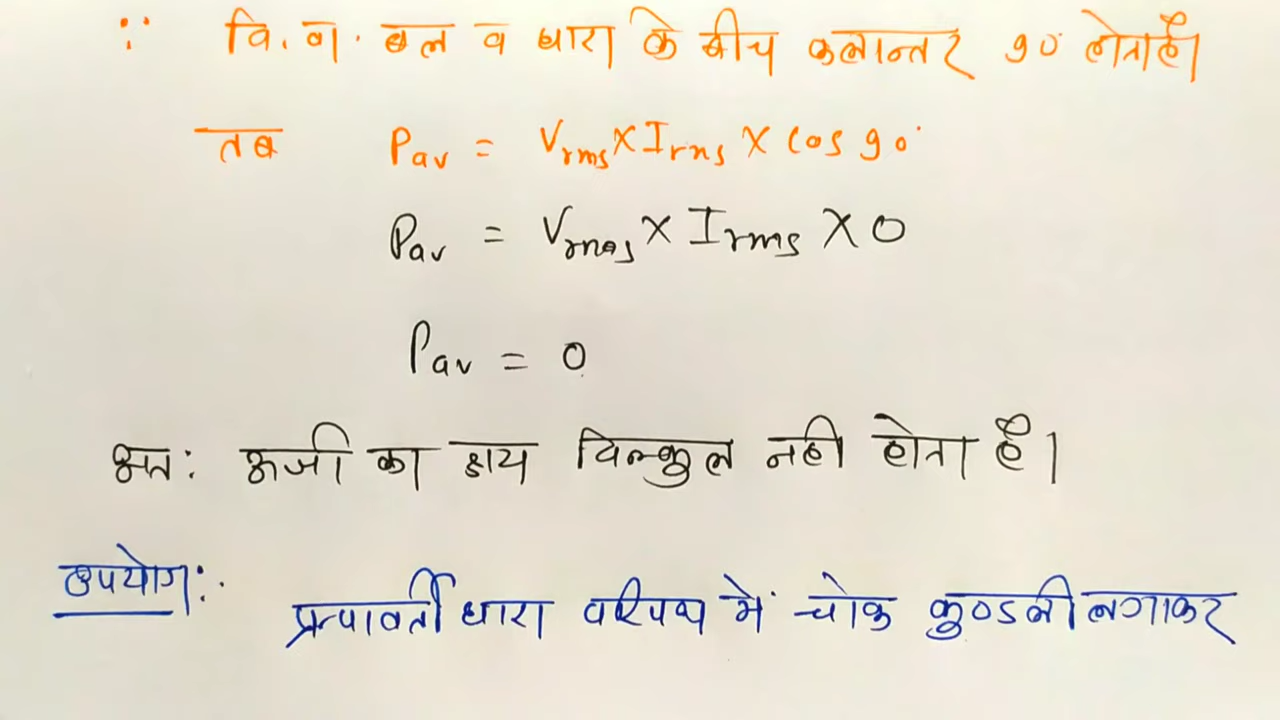 ∵ वि. वा. बल व धारा के बीच कलान्तर 90° होता है।
तब Pav = Vrms × Irms × cos 90°
Pav = Vrms × Irms × 0
Pav = 0
अतः ऊर्जा का ह्रास बिल्कुल नही होता है।
उपयोग:-
प्रत्यावर्ती धारा परिपथ में चोक कुण्डली लगाकर